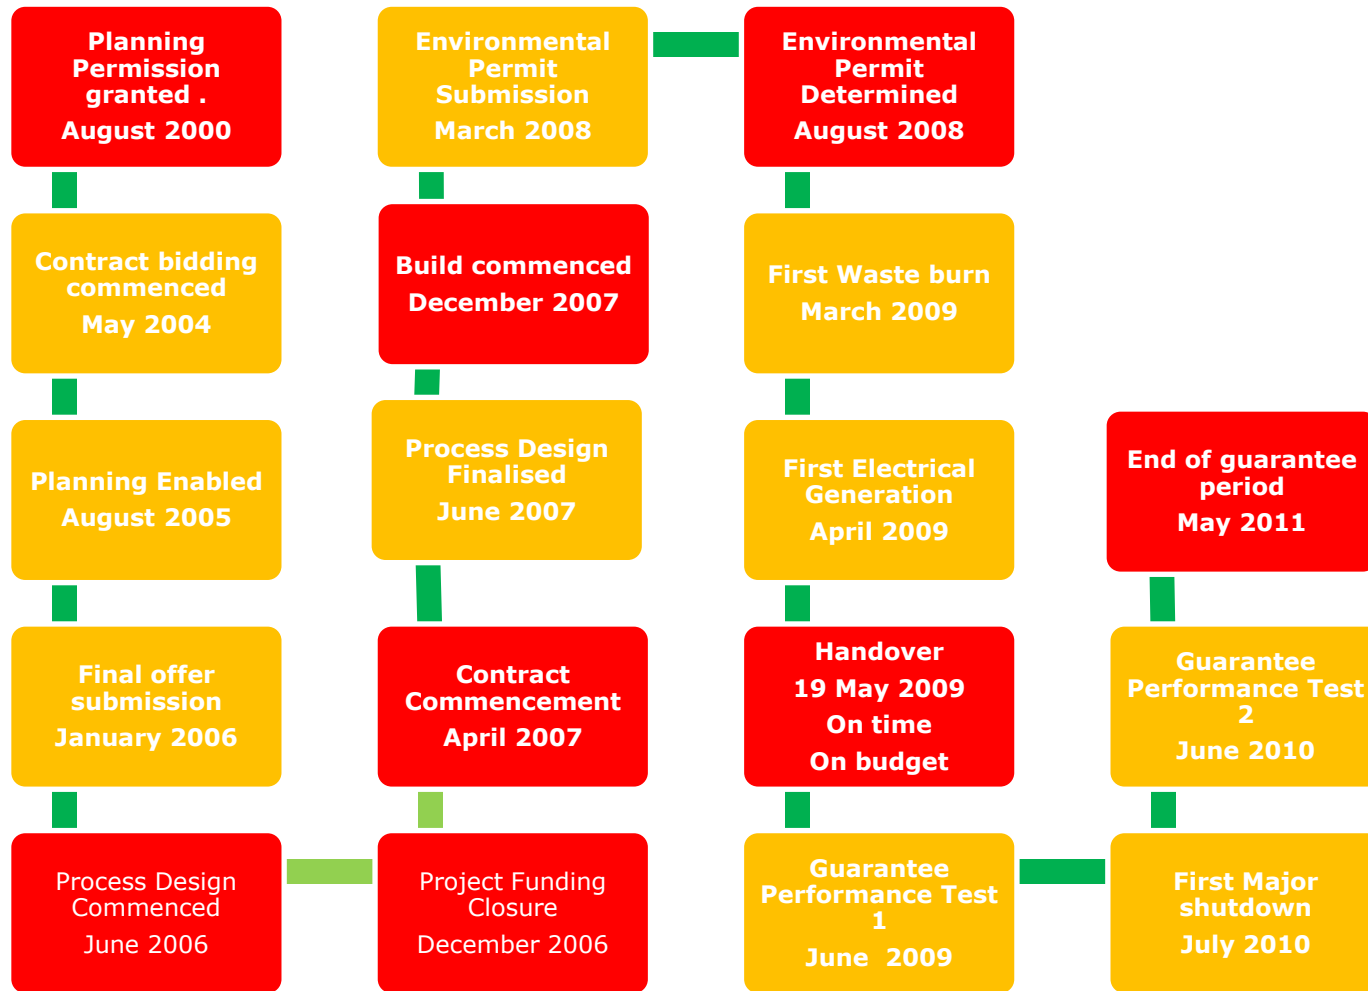 Planning
Permission
granted .
August 2000
Contract bidding
commenced
May 2004
Planning Enabled
August 2005
Final offer
submission
January 2006
Process Design
Commenced
June 2006
Project Funding
Closure
December 2006
Contract
Commencement
April 2007
Process Design
Finalised
June 2007
Build commenced
December 2007
Environmental
Permit
Submission
March 2008
Environmental
Permit
Determined
August 2008
First Waste burn
March 2009
First Electrical
Generation
April 2009
Handover
19 May 2009
On time
On budget
Guarantee
Performance Test
1
June 2009
First Major
shutdown
July 2010
Guarantee
Performance Test
2
June 2010
End of guarantee
period
May 2011